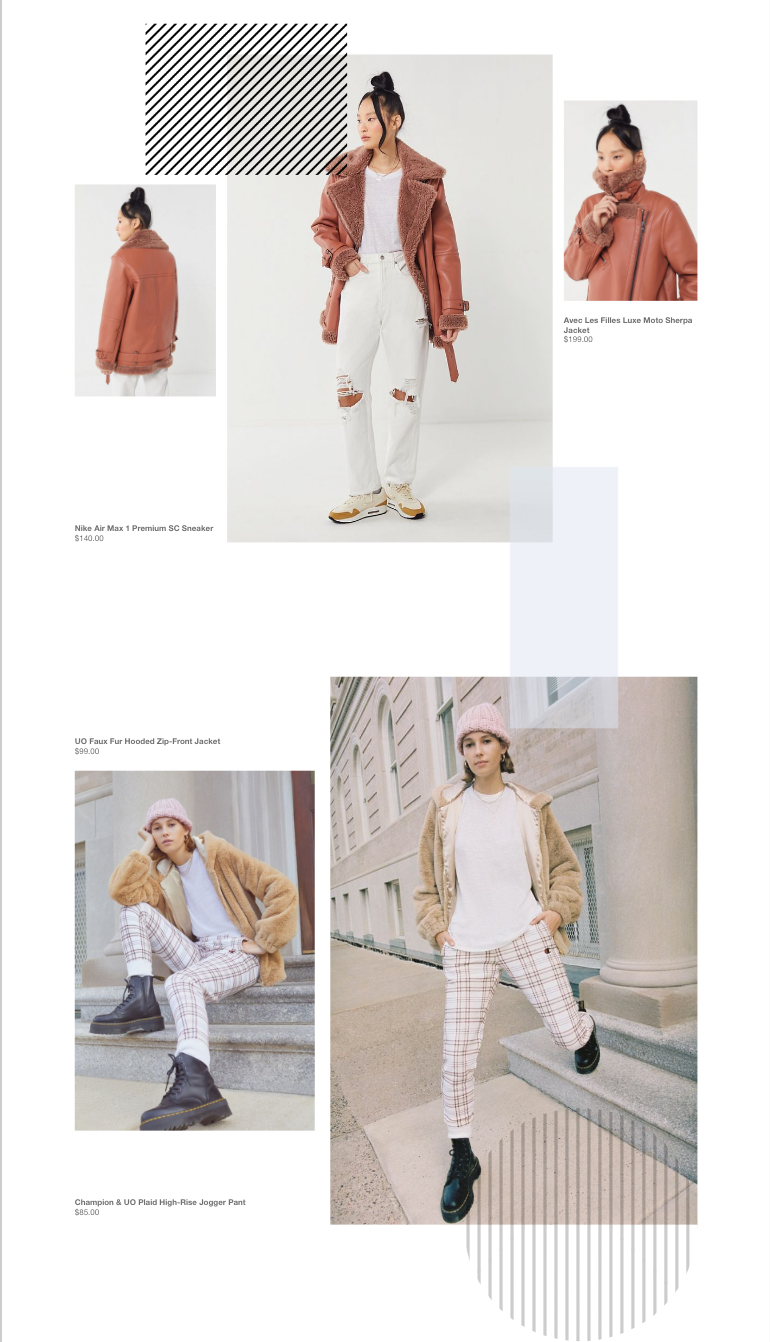 Avec Les Filles Luxe Moto Sherpa
Jacket
$199.00
Nike Air Max 1 Premium SC Sneaker
$140.00
UO Faux Fur Hooded Zip-Front Jacket
$99.00
Champion & UO Plaid High-Rise Jogger Pant
$85.00